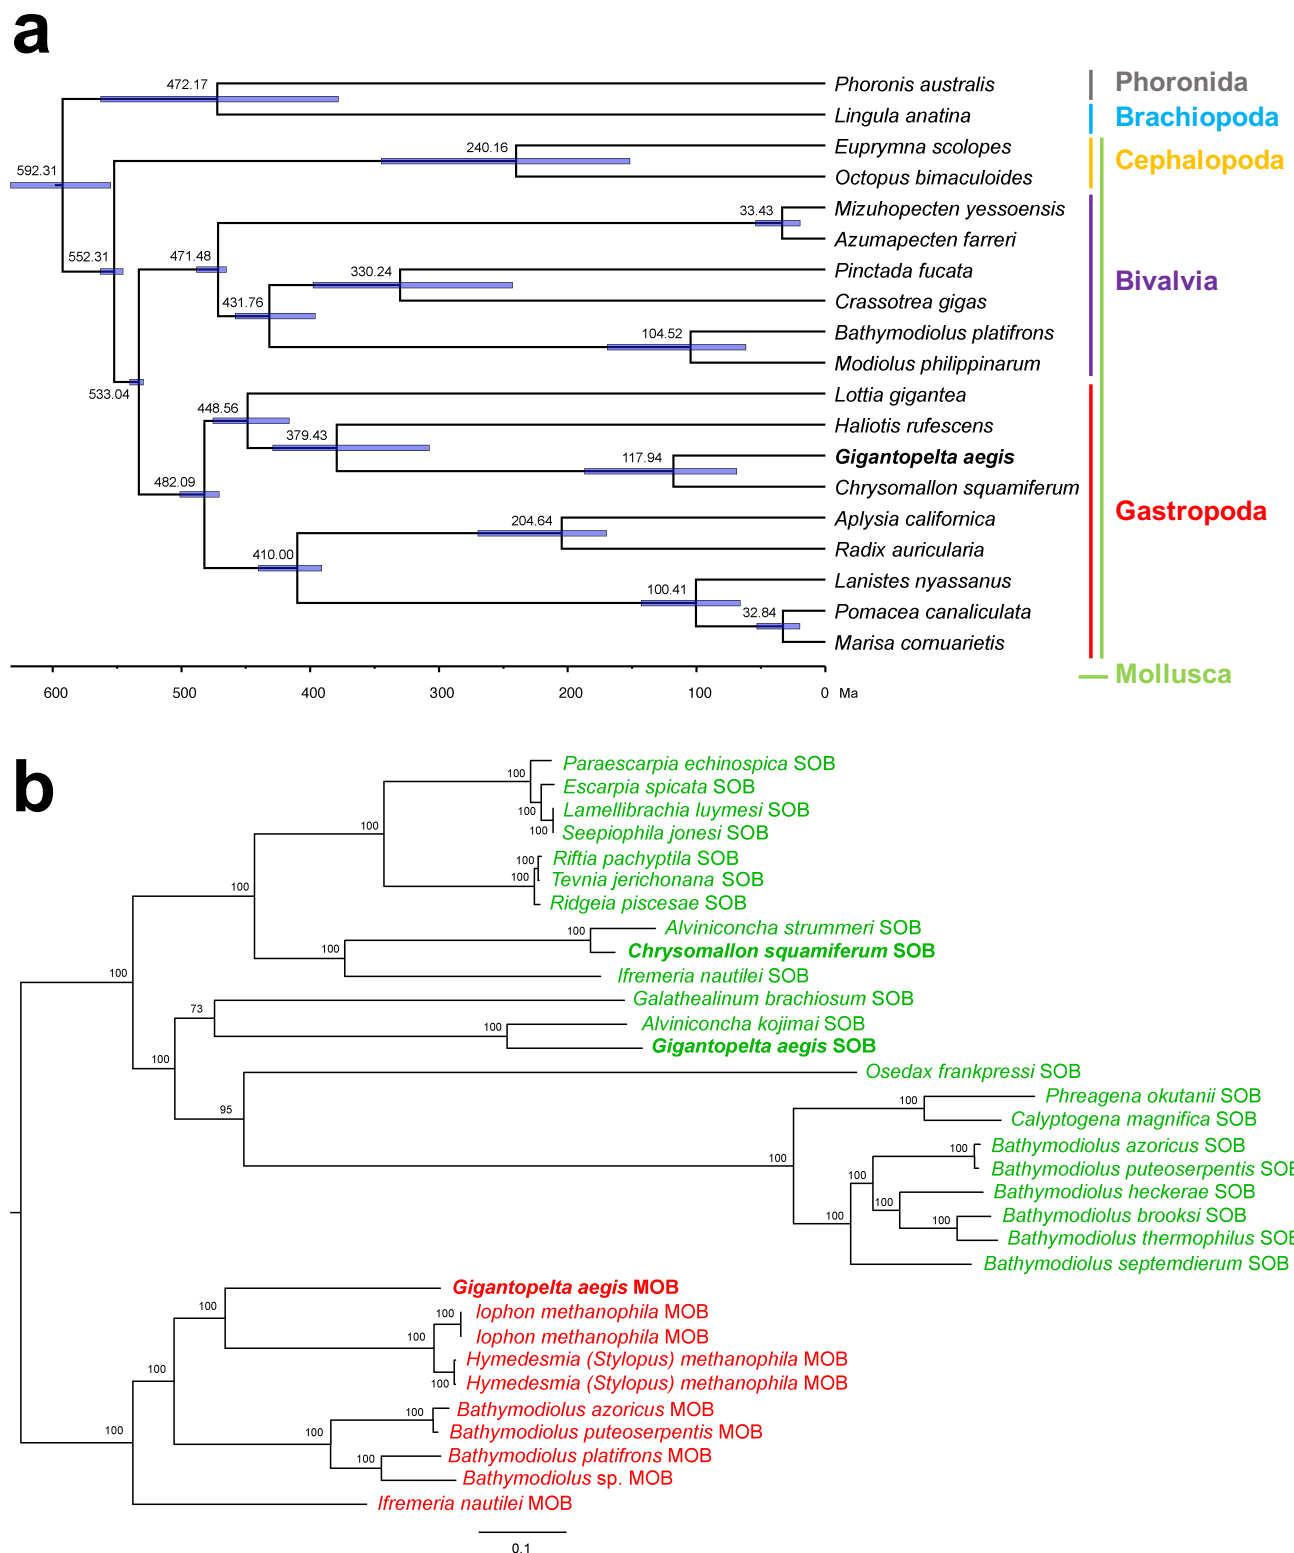 a
472.17
Phoronis australis
Phoronida
Lingula anatina
Brachiopoda
240.16
Euprymna scolopes
Cephalopoda
592.31
Octopus bimaculoides
33.43
Mizuhopecten yessoensis
Azumapecten farreri
552.31
471.48
330.24
Pinctada fucata
Bivalvia
431.76
Crassotrea gigas
104.52
Bathymodiolus platifrons
Modiolus philippinarum
533.04
Lottia gigantea
448.56
Haliotis rufescens
379.43
117.94
Gigantopelta aegis
482.09
Chrysomallon squamiferum
Gastropoda
204.64
Aplysia californica
Radix auricularia
410.00
100.41
Lanistes nyassanus
32.84
Pomacea canaliculata
Marisa cornuarietis
Mollusca
600 500 400 300 200 100 0 Ma
b
Paraescarpia echinospica SOB
100
Escarpia spicata SOB
100
Lamellibrachia luymesi SOB
100
Seepiophila jonesi SOB
100
Riftia pachyptila SOB
100
Tevnia jerichonana SOB
100
Ridgeia piscesae SOB
100
Alviniconcha strummeri SOB
100
Chrysomallon squamiferum SOB
100
Ifremeria nautilei SOB
100
Galathealinum brachiosum SOB
73
Alviniconcha kojimai SOB
100
Gigantopelta aegis SOB
100
Osedax frankpressi SOB
95
Phreagena okutanii SOB
100
Calyptogena magnifica SOB
100
Bathymodiolus azoricus SOB
100
Bathymodiolus puteoserpentis SOB
100
Bathymodiolus heckerae SOB
100
Bathymodiolus brooksi SOB
100
Bathymodiolus thermophilus SOB
100
Bathymodiolus septemdierum SOB
Gigantopelta aegis MOB
100
Iophon methanophila MOB
100
Iophon methanophila MOB
100
Hymedesmia (Stylopus) methanophila MOB
100
Hymedesmia (Stylopus) methanophila MOB
100
Bathymodiolus azoricus MOB
100
Bathymodiolus puteoserpentis MOB
100
100
Bathymodiolus platifrons MOB
100
Bathymodiolus sp. MOB
Ifremeria nautilei MOB
0.1